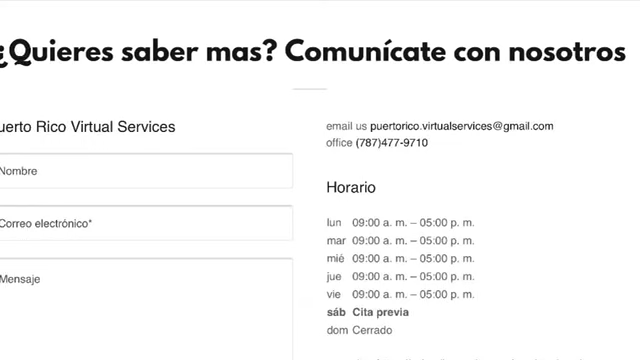 ¿Quieres saber mas? Comunícate con nosotros
uerto Rico Virtual Services
Nombre
Correo electrónico*
Mensaje
email us puertorico.virtualservices@gmail.com
office (787)477-9710
Horario
lun 09:00 a. m. – 05:00 p. m.
mar 09:00 a. m. – 05:00 p. m.
mié 09:00 a. m. – 05:00 p. m.
jue 09:00 a. m. – 05:00 p. m.
vie 09:00 a. m. – 05:00 p. m.
sáb Cita previa
dom Cerrado